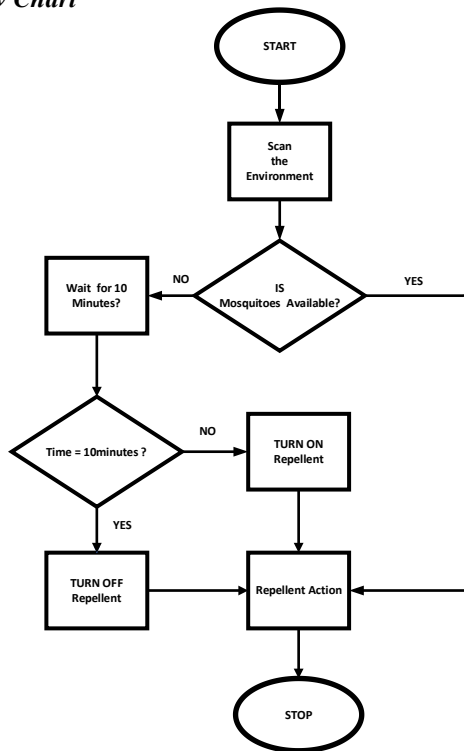 Chart
START
Scan
the
Environment
IS
Mosquitoes Available?
NO
YES
Wait for 10
Minutes?
Time = 10minutes ?
NO
TURN ON
Repellent
YES
TURN OFF
Repellent
Repellent Action
STOP